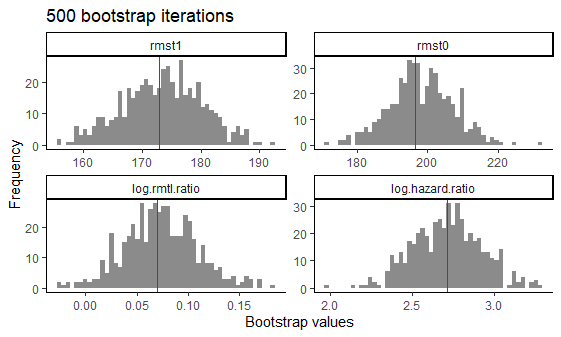 500 bootstrap iterations
rmst1
rmst0
20
10
0
160 170 180 190
30
20
10
0
180 200 220
log.rmtl.ratio
log.hazard.ratio
20
10
0
0.00 0.05 0.10 0.15
30
20
10
0
2.0 2.5 3.0
Frequency
Bootstrap values